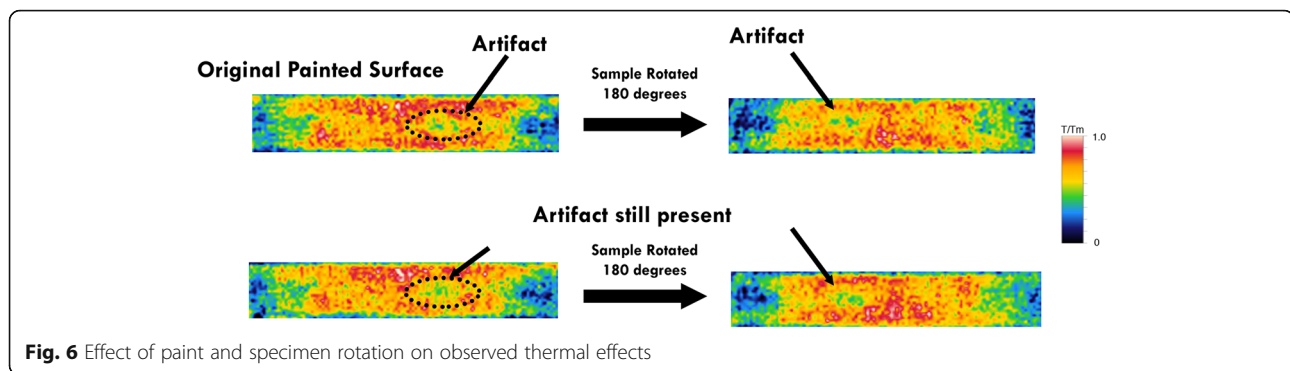 Artifact
Original Painted Surface
Sample Rotated
180 degrees
Artifact
T/Tm
1.0
0
Artifact still present
Sample Rotated
180 degrees
Fig. 6 Effect of paint and specimen rotation on observed thermal effects